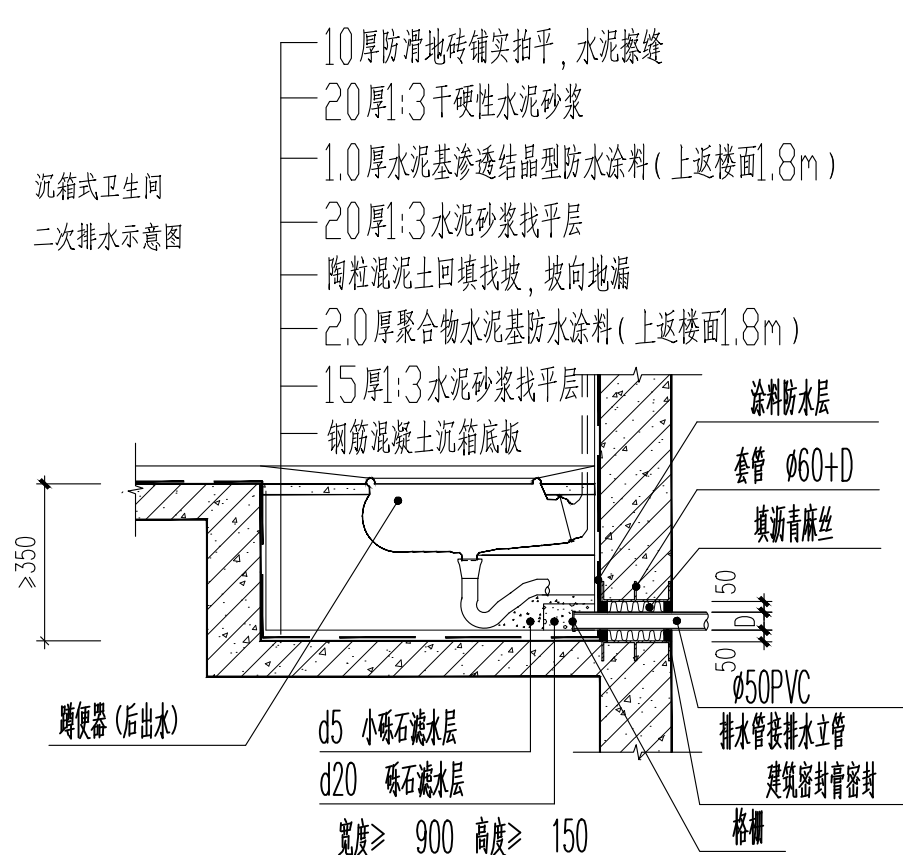 10厚防滑地砖铺实拍平，水泥擦缝
20厚1:3干硬性水泥砂浆
1.0厚水泥基渗透结晶型防水涂料(上返楼面1.8m)
沉箱式卫生间
二次排水示意图
20厚1:3水泥砂浆找平层
陶粒混泥土回填找坡，坡向地漏
2.0厚聚合物水泥基防水涂料(上返楼面1.8m)
15厚1:3水泥砂浆找平层
钢筋混凝土沉箱底板
涂料防水层
套管 Ø60+D
填沥青麻丝
≥350
50
D
50
Ø50PVC
排水管接排水立管
建筑密封膏密封
格栅
蹲便器(后出水)
d5 小砾石滤水层
d20 砾石滤水层
宽度≥ 900 高度≥ 150